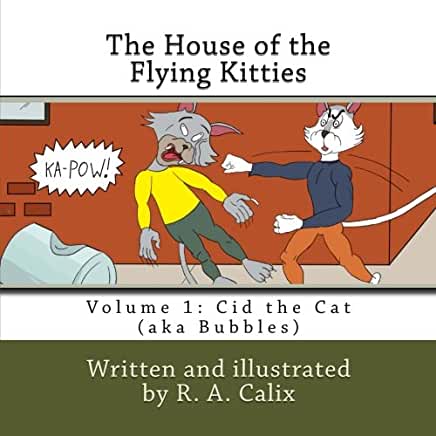 The House of the
Flying Kitties
KA-POW!
Volume 1: Cid the Cat
(aka Bubbles)
Written and illustrated
by R. A. Calix